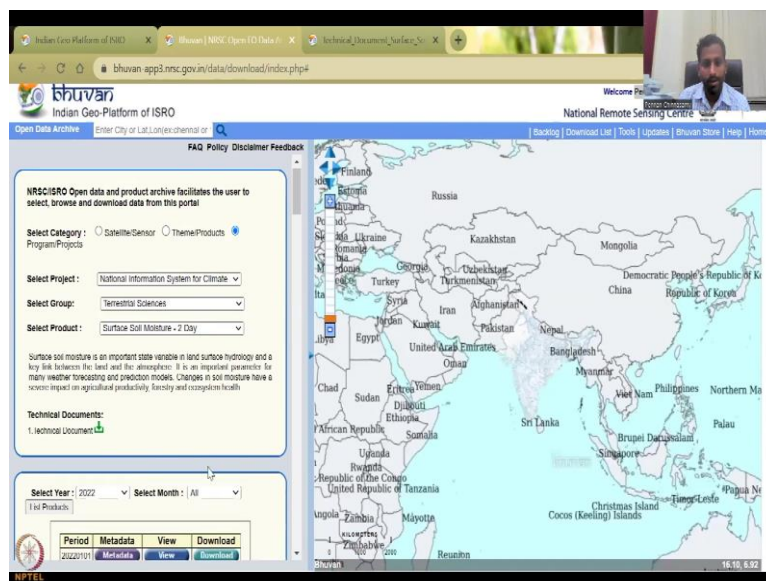 Indian Geo Platform of ISRO
Bhuvan | NRSC Open EO Data
Technical_Document_Surface_Soi
bhuvan-app3.nrsc.gov.in/data/download/index.php#
bhuvan
Indian Geo-Platform of ISRO
Welcome
National Remote Sensing Centre
Open Data Archive
Enter City or Lat,Lon(ex:chennai or
| Backlog | Download List | Tools | Updates | Bhuvan Store | Help | Home
FAQ Policy Disclaimer Feedback
NRSC/ISRO Open data and product archive facilitates the user to
select, browse and download data from this portal
Select Category : Satellite/Sensor Theme/Products
Program/Projects
Select Project : National Information System for Climate
Select Group: Terrestrial Sciences
Select Product : Surface Soil Moisture - 2 Day
Surface soil moisture is an important state variable in land surface hydrology and a
key link between the land and the atmosphere. It is an important parameter for
many weather forecasting and prediction models. Changes in soil moisture have a
severe impact on agricultural productivity, forestry and ecosystem health
Technical Documents:
1. Technical Document
Select Year : 2022 Select Month : All
List Products
Period Metadata View Download
20220101 Metadata View Download
NPTEL
Finland
Estonia
Russia
Ukraine
Kazakhstan
Mongolia
Georgia
Uzbekistan
Turkey
Turkmenistan
Democratic People's Republic of Ko
China
Republic of Korea
Syria
Iran
Afghanistan
Jordan
Kuwait
Pakistan
Nepal
Egypt
United Arab Emirates
Bangladesh
Oman
Myanmar
Chad
Sudan
Eritrea
Yemen
Viet Nam
Philippines
Northern Ma
Djibouti
Ethiopia
Sri Lanka
Palau
African Republic
Somalia
Brunei Darussalam
Singapore
Uganda
Rwanda
Republic of the Congo
United Republic of Tanzania
Timor-Leste
Papua Ne
Christmas Island
Angola
Zambia
Mayotte
Cocos (Keeling) Islands
KILOMETERS
Zimbabwe
2000
Reunion
Bhuvan
16.10, 6.92